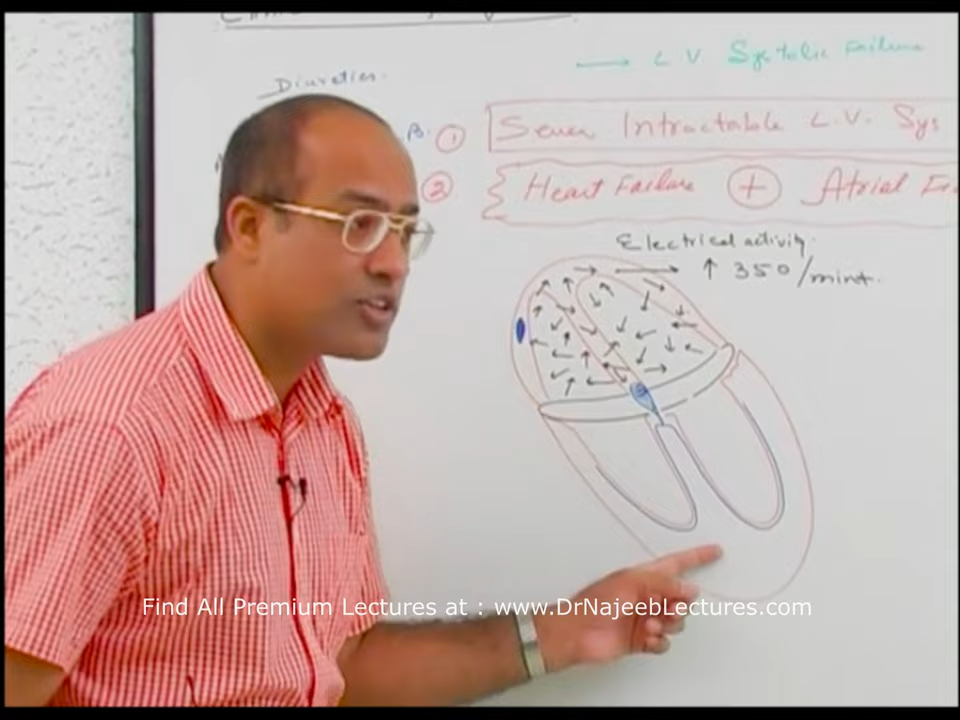 → L V Systolic Failure
Diuretics.
B. ① Severe Intractable L.V. Sys
② { Heart Failure + Atrial
Electrical activity.
↑ 350/mint.
Find All Premium Lectures at : www.DrNajeebLectures.com